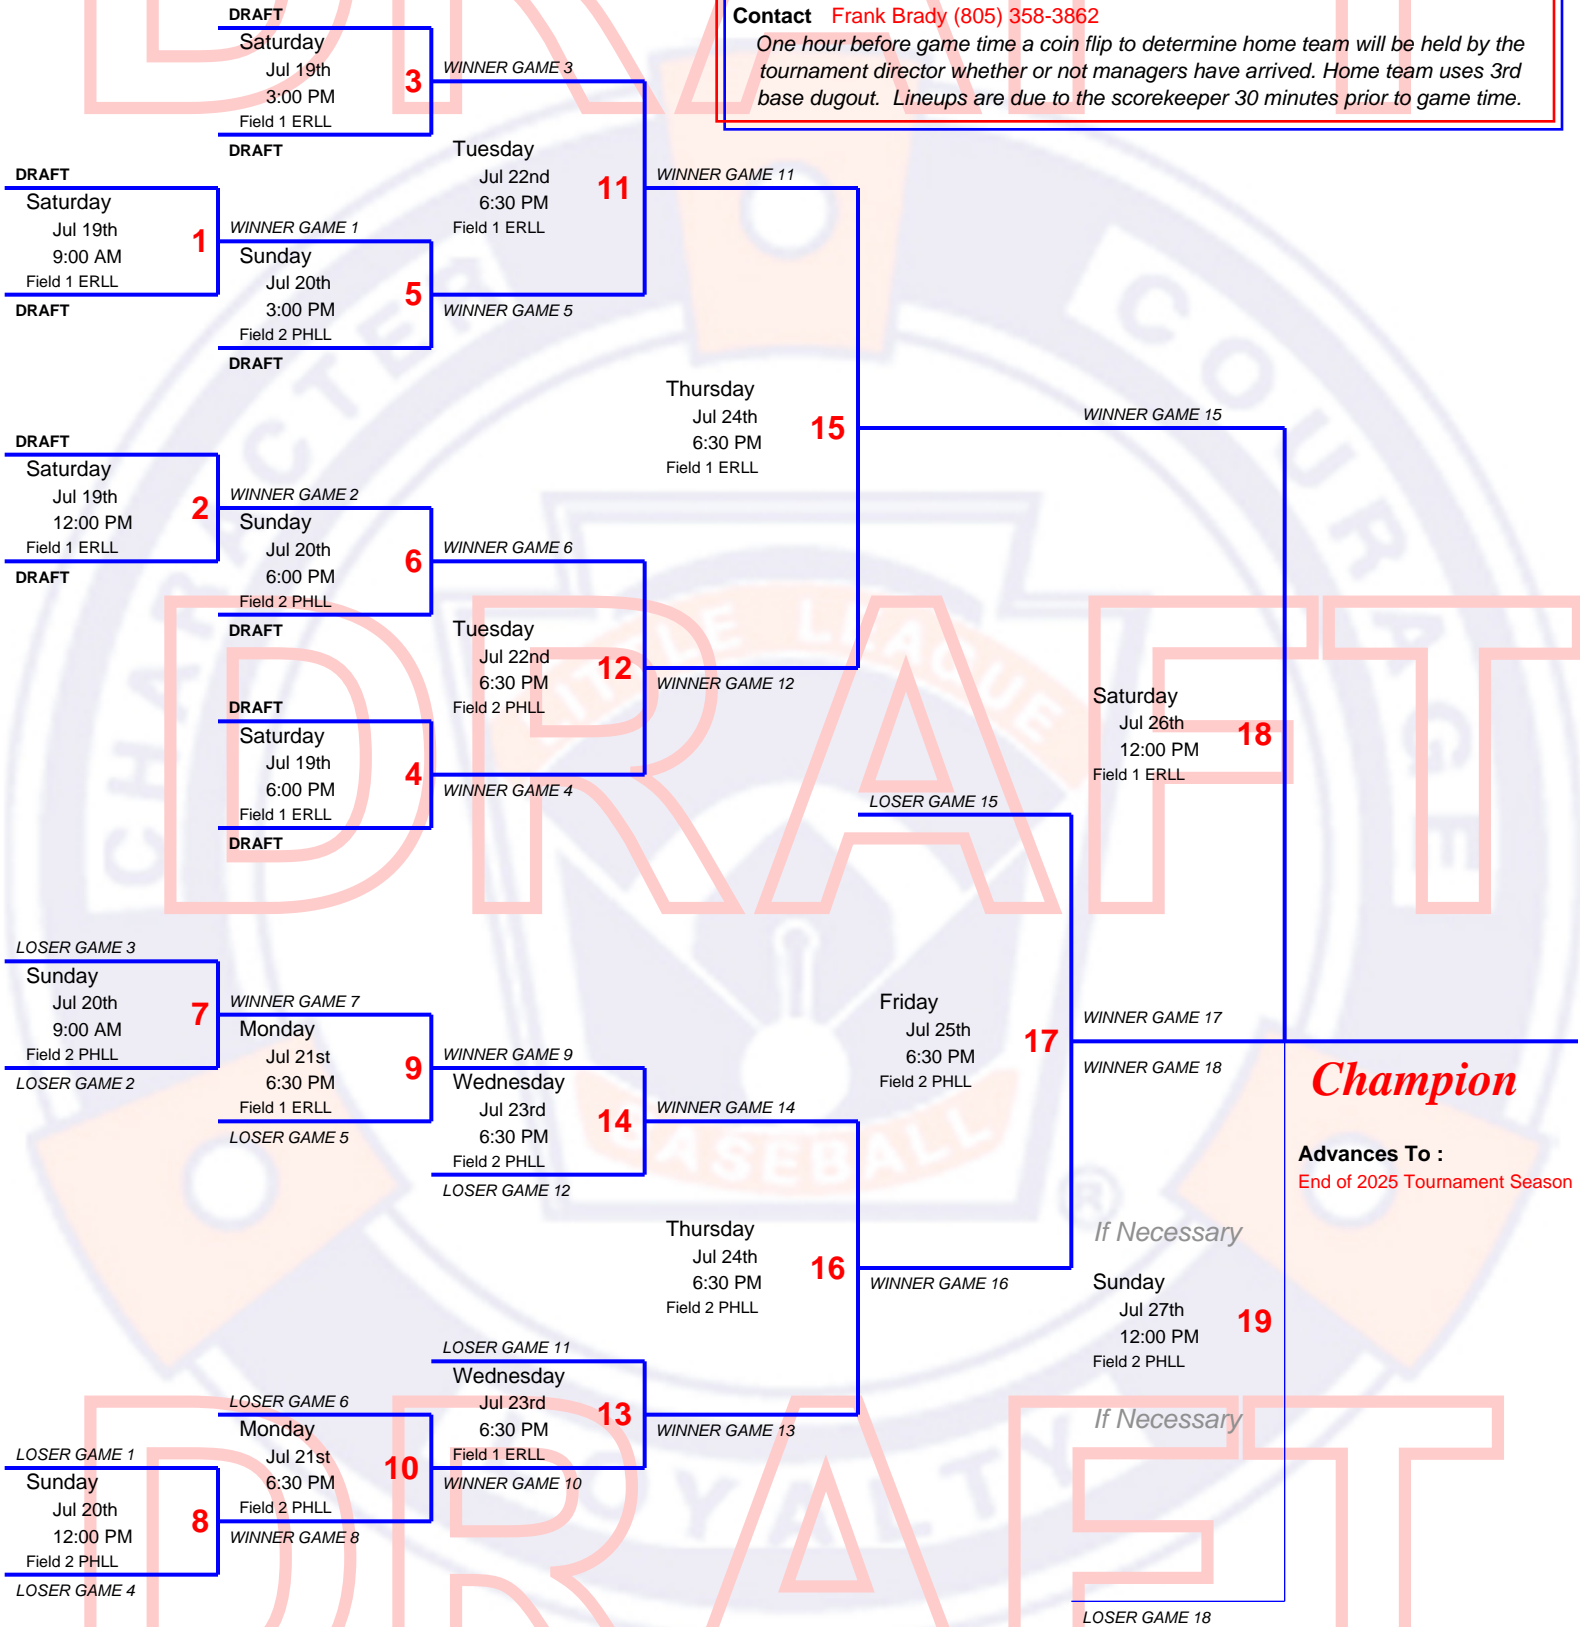 DRAFT
Saturday
Jul 19th
3:00 PM
Field 1 ERLL
3
DRAFT
WINNER GAME 3
Contact Frank Brady (805) 358-3862
One hour before game time a coin flip to determine home team will be held by the
tournament director whether or not managers have arrived. Home team uses 3rd
base dugout. Lineups are due to the scorekeeper 30 minutes prior to game time.
Tuesday
Jul 22nd
6:30 PM
Field 1 ERLL
11
WINNER GAME 11
DRAFT
Saturday
Jul 19th
9:00 AM
Field 1 ERLL
1
DRAFT
WINNER GAME 1
Sunday
Jul 20th
3:00 PM
Field 2 PHLL
5
DRAFT
WINNER GAME 5
Thursday
Jul 24th
6:30 PM
Field 1 ERLL
15
WINNER GAME 15
DRAFT
Saturday
Jul 19th
12:00 PM
Field 1 ERLL
2
DRAFT
WINNER GAME 2
Sunday
Jul 20th
6:00 PM
Field 2 PHLL
6
DRAFT
WINNER GAME 6
Tuesday
Jul 22nd
6:30 PM
Field 2 PHLL
12
WINNER GAME 12
DRAFT
Saturday
Jul 19th
6:00 PM
Field 1 ERLL
4
DRAFT
WINNER GAME 4
Saturday
Jul 26th
12:00 PM
Field 1 ERLL
18
LOSER GAME 15
LOSER GAME 3
Sunday
Jul 20th
9:00 AM
Field 2 PHLL
7
LOSER GAME 2
WINNER GAME 7
Monday
Jul 21st
6:30 PM
Field 1 ERLL
9
LOSER GAME 5
WINNER GAME 9
Wednesday
Jul 23rd
6:30 PM
Field 2 PHLL
14
LOSER GAME 12
WINNER GAME 14
Friday
Jul 25th
6:30 PM
Field 2 PHLL
17
WINNER GAME 17
WINNER GAME 18
Champion
Advances To :
End of 2025 Tournament Season
Thursday
Jul 24th
6:30 PM
Field 2 PHLL
16
WINNER GAME 16
If Necessary
Sunday
Jul 27th
12:00 PM
Field 2 PHLL
19
If Necessary
LOSER GAME 11
Wednesday
Jul 23rd
6:30 PM
Field 1 ERLL
13
WINNER GAME 13
LOSER GAME 6
Monday
Jul 21st
6:30 PM
Field 2 PHLL
10
WINNER GAME 10
LOSER GAME 1
Sunday
Jul 20th
12:00 PM
Field 2 PHLL
8
LOSER GAME 4
WINNER GAME 8
LOSER GAME 18
DRAFT
DRAFT
DRAFT
CHARACTER
COURAGE
LOYALTY
LITTLE LEAGUE
BASEBALL
®